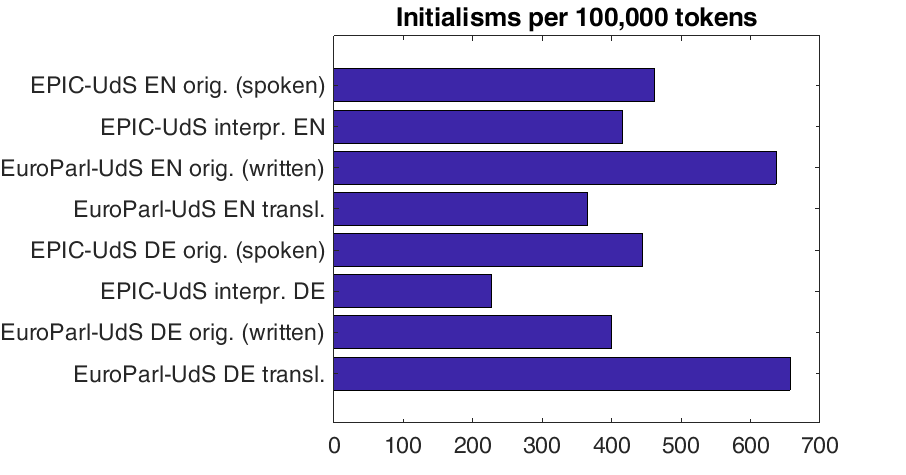 Initialisms per 100,000 tokens
EPIC-UdS EN orig. (spoken)
EPIC-UdS interpr. EN
EuroParl-UdS EN orig. (written)
EuroParl-UdS EN transl.
EPIC-UdS DE orig. (spoken)
EPIC-UdS interpr. DE
EuroParl-UdS DE orig. (written)
EuroParl-UdS DE transl.
0 100 200 300 400 500 600 700